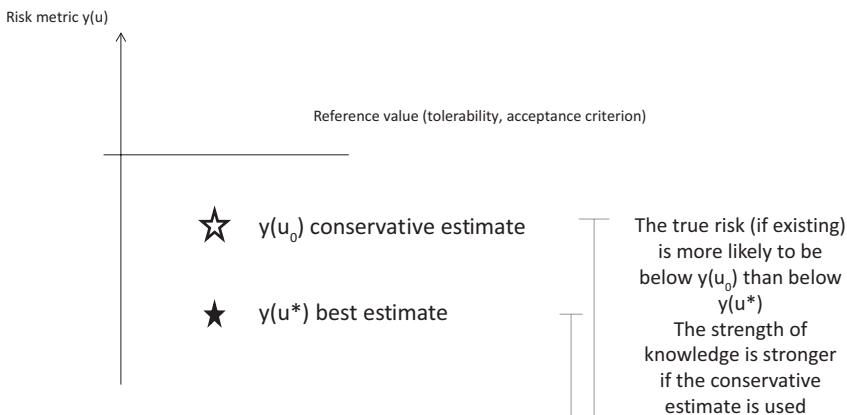 Risk metric y(u)
Reference value (tolerability, acceptance criterion)
y(u₀) conservative estimate
y(u*) best estimate
The true risk (if existing)
is more likely to be
below y(u₀) than below
y(u*)
The strength of
knowledge is stronger
if the conservative
estimate is used